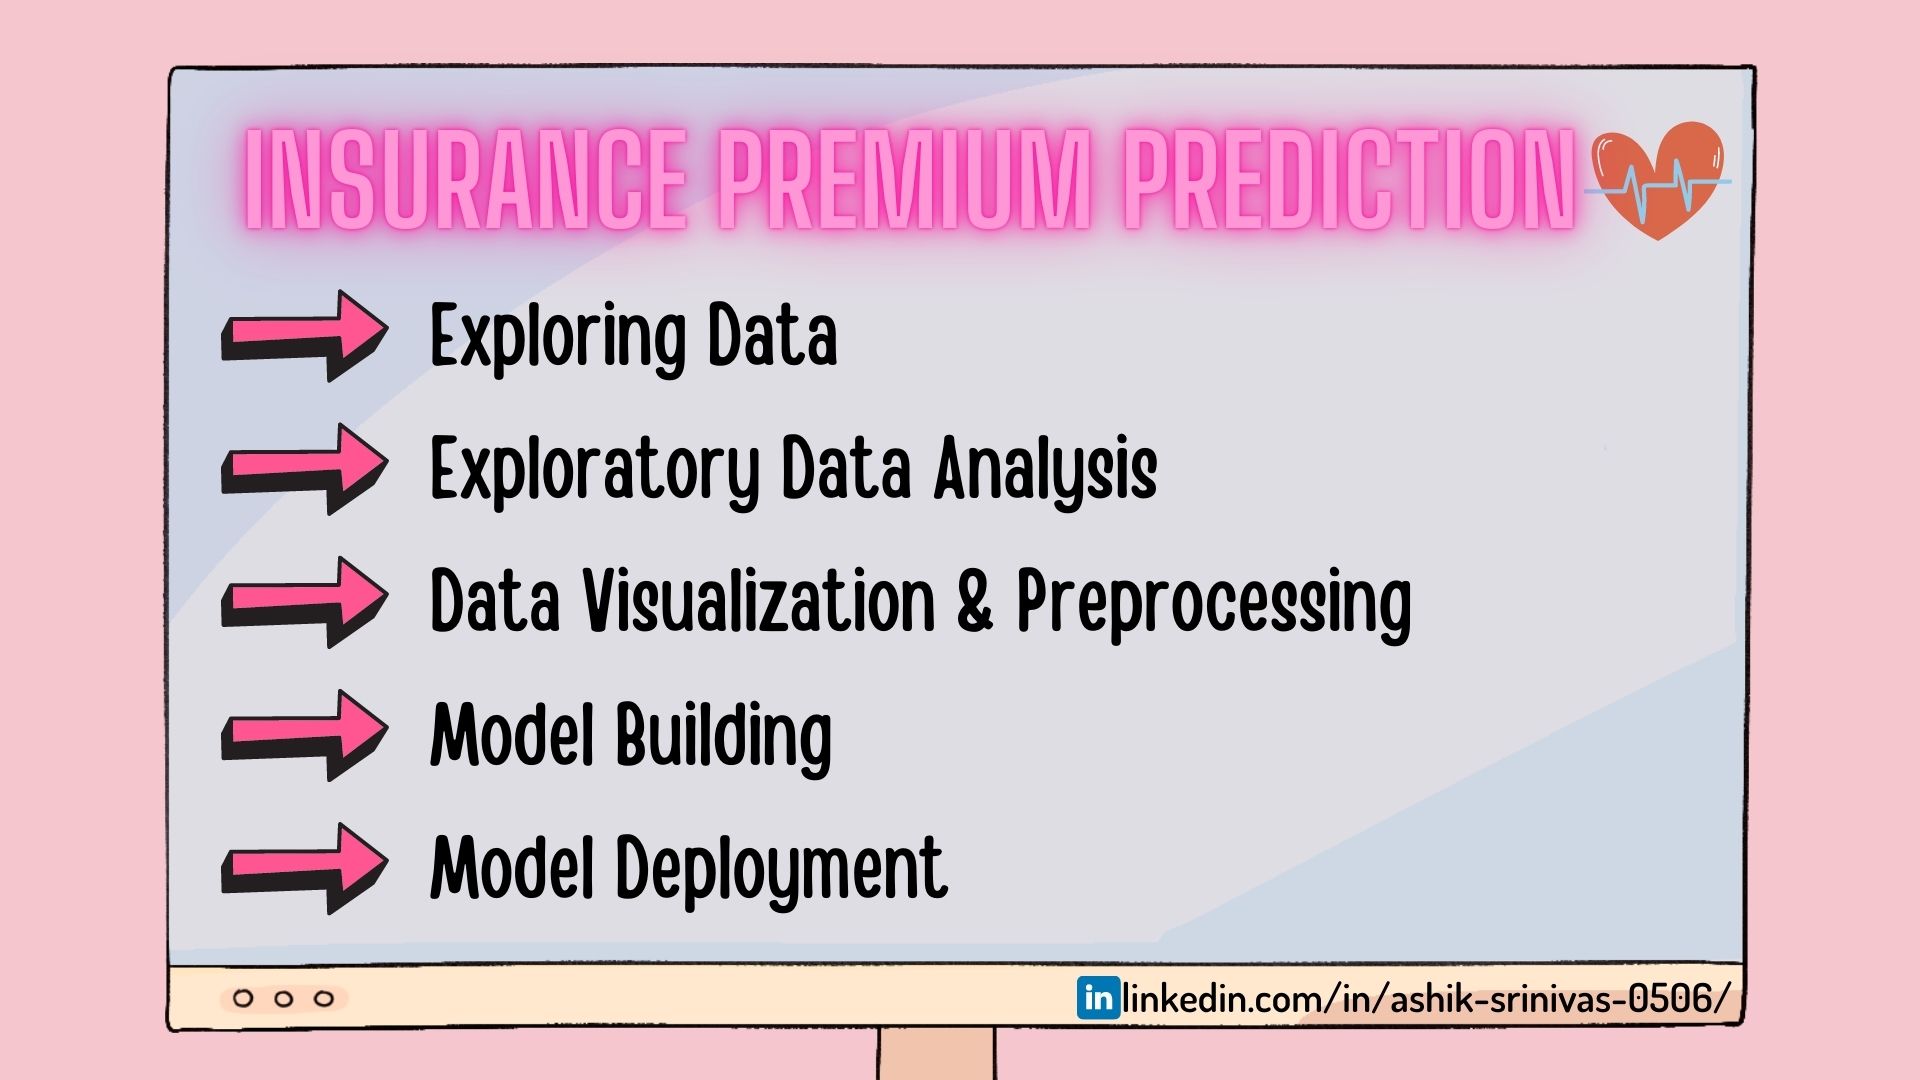 INSURANCE PREMIUM PREDICTION
Exploring Data
Exploratory Data Analysis
Data Visualization & Preprocessing
Model Building
Model Deployment
in linkedin.com/in/ashik-srinivas-0506/